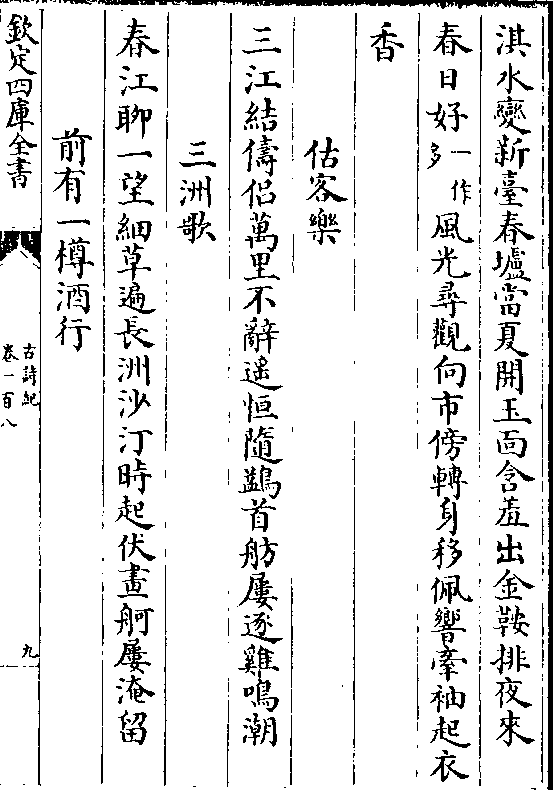 淇水變新臺春壚當夏開玉面含羞出金鞍排夜來
春日好一作多風光尋觀向市傍轉身移佩響牽袖起衣
香
估客樂
三江結儔侶萬里不辭遥恒隨鷁首舫屢逐雞鳴潮
三洲歌
春江聊一望細草遍長洲沙汀時起伏畫舸屢淹留
前有一樽酒行
欽定四庫全書
古詩紀
卷一百八
九